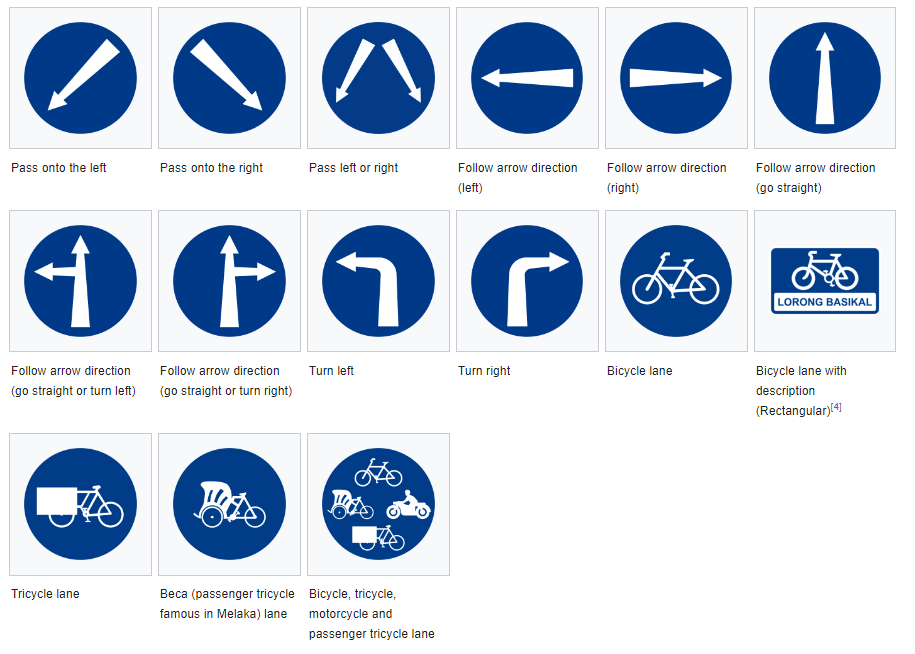 Pass onto the left
Pass onto the right
Pass left or right
Follow arrow direction
(left)
Follow arrow direction
(right)
Follow arrow direction
(go straight)
Follow arrow direction
(go straight or turn left)
Follow arrow direction
(go straight or turn right)
Turn left
Turn right
Bicycle lane
LORONG BASIKAL
Bicycle lane with
description
(Rectangular)[4]
Tricycle lane
Beca (passenger tricycle
famous in Melaka) lane
Bicycle, tricycle,
motorcycle and
passenger tricycle lane